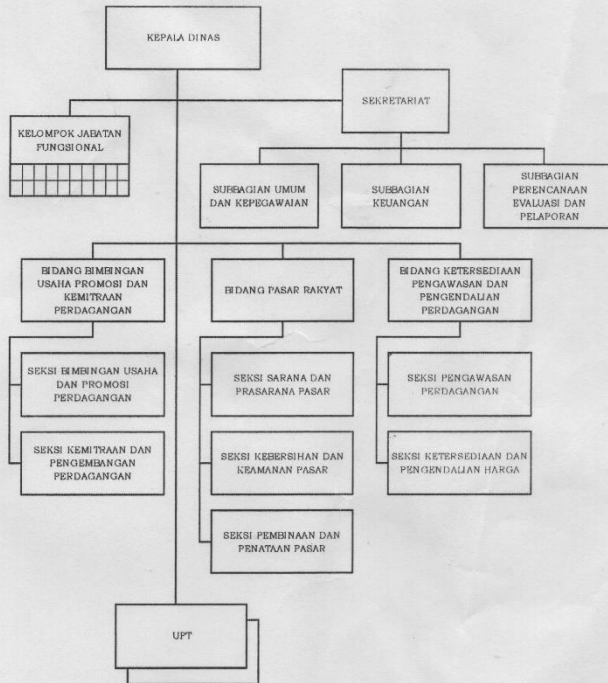 KEPALA DINAS
SEKRETARIAT
KELOMPOK JABATAN
FUNGSIONAL
SUBBAGIAN UMUM
DAN KEPEGAWAIAN
SUBBAGIAN
KEUANGAN
SUBBAGIAN
PERENCANAAN
EVALUASI DAN
PELAPORAN
BIDANG BIMBINGAN
USAHA PROMOSI DAN
KEMITRAAN
PERDAGANGAN
BIDANG PASAR RAKYAT
BIDANG KETERSEDIAAN
PENGAWASAN DAN
PENGENDALIAN
PERDAGANGAN
SEKSI BIMBINGAN USAHA
DAN PROMOSI
PERDAGANGAN
SEKSI SARANA DAN
PRASARANA PASAR
SEKSI PENGAWASAN
PERDAGANGAN
SEKSI KEMITRAAN DAN
PENGEMBANGAN
PERDAGANGAN
SEKSI KEBERSIHAN DAN
KEAMANAN PASAR
SEKSI KETERSEDIAAN DAN
PENGENDALIAN HARGA
SEKSI PEMBINAAN DAN
PENATAAN PASAR
UPT